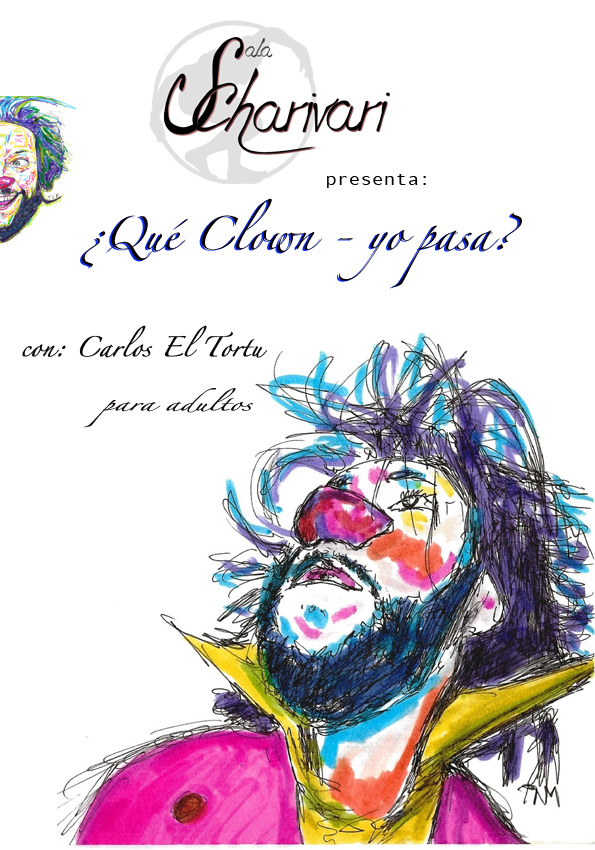 Sala
Scharivari
presenta:
¿Qué Clown - yo pasa?
con: Carlos El Tortu
para adultos